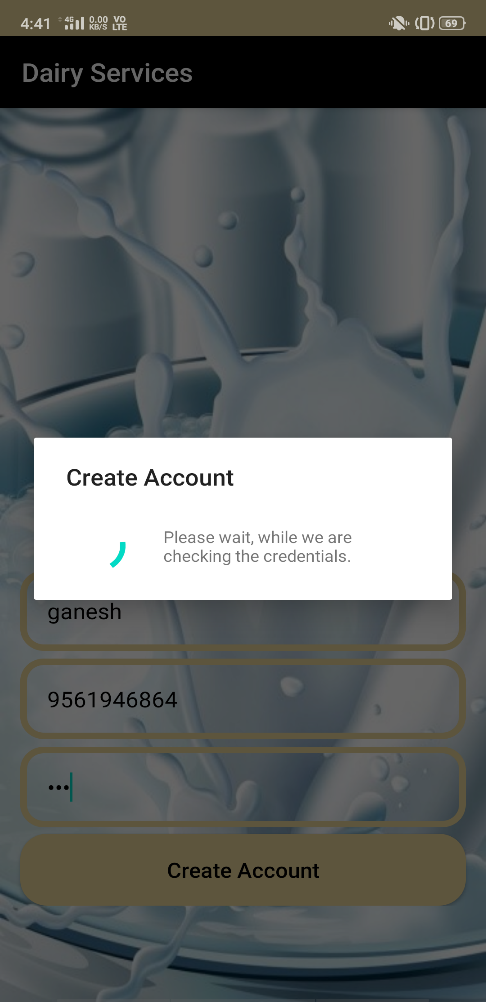 4:41 4G 0.00 KB/S VO LTE 69
Dairy Services
Create Account
Please wait, while we are
checking the credentials.
ganesh
9561946864
•••
Create Account